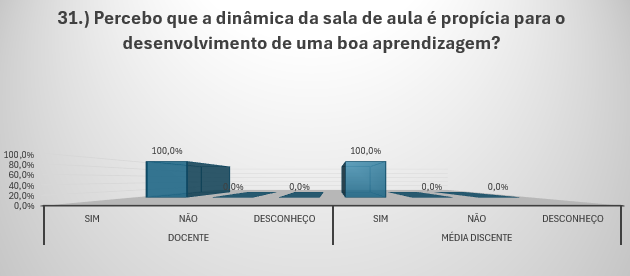 31.) Percebo que a dinâmica da sala de aula é propícia para o
desenvolvimento de uma boa aprendizagem?
100,0%
100,0%
100,0%
80,0%
60,0%
40,0%
20,0%
0,0%
0,0%
0,0%
0,0%
SIM
NÃO
DESCONHEÇO
SIM
NÃO
DESCONHEÇO
DOCENTE
MÉDIA DISCENTE